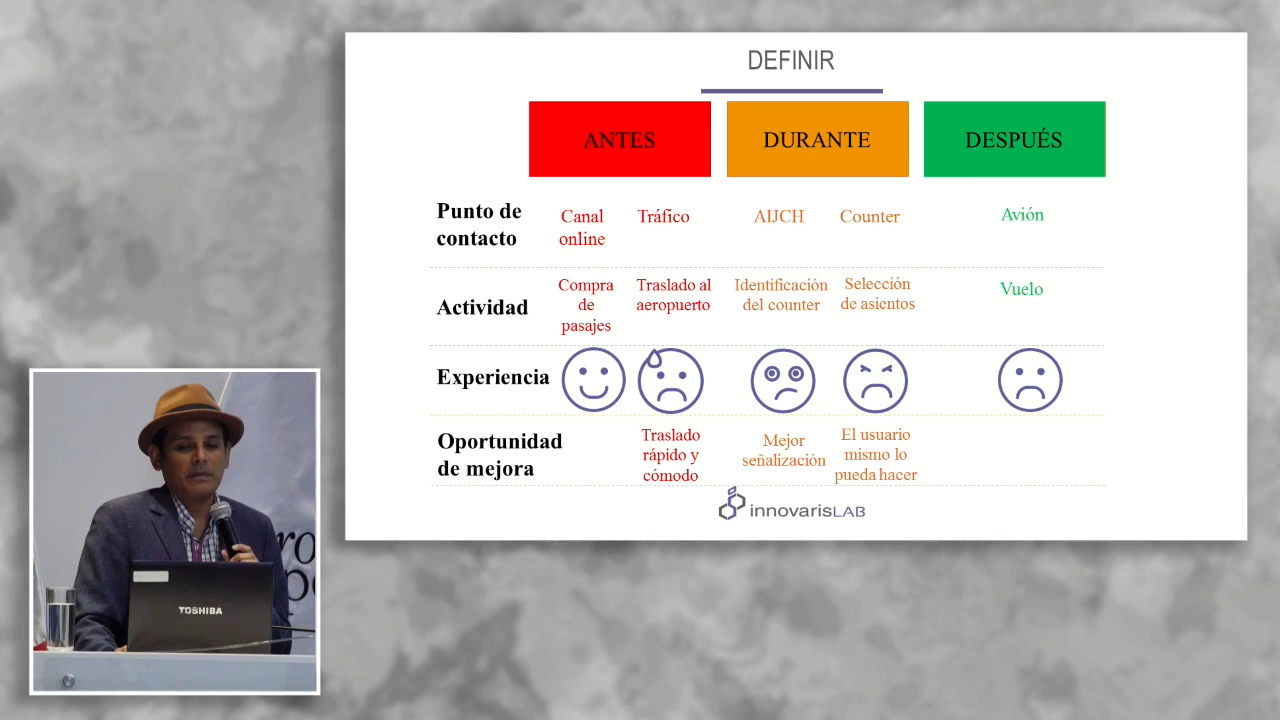 DEFINIR
ANTES
DURANTE
DESPUÉS
Punto de
contacto
Canal
online
Tráfico
AIJCH
Counter
Avión
Actividad
Compra
de
pasajes
Traslado al
aeropuerto
Identificación
del counter
Selección
de asientos
Vuelo
Experiencia
Oportunidad
de mejora
Traslado
rápido y
cómodo
Mejor
señalización
El usuario
mismo lo
pueda hacer
innovarisLAB
TOSHIBA